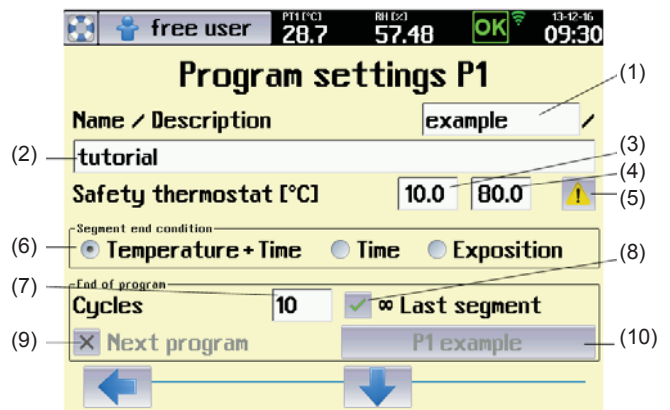 free user PT1 [°C] 28.7 RH [%] 57.48 OK 13-12-16 09:30
Program settings P1
(1)
Name / Description example /
(2) tutorial
(3)
(4)
Safety thermostat [°C] 10.0 80.0
(5)
Segment end condition
(6) Temperature + Time Time Exposition
(8)
(7)
End of program
Cycles 10 ∞ Last segment
(9) Next program P1 example (10)